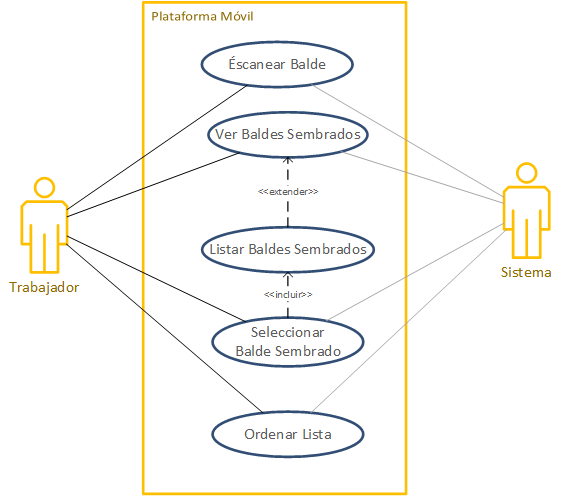 Plataforma Móvil
Éscanear Balde
Ver Baldes Sembrados
<<extender>>
Listar Baldes Sembrados
<<incluir>>
Seleccionar
Balde Sembrado
Ordenar Lista
Trabajador
Sistema